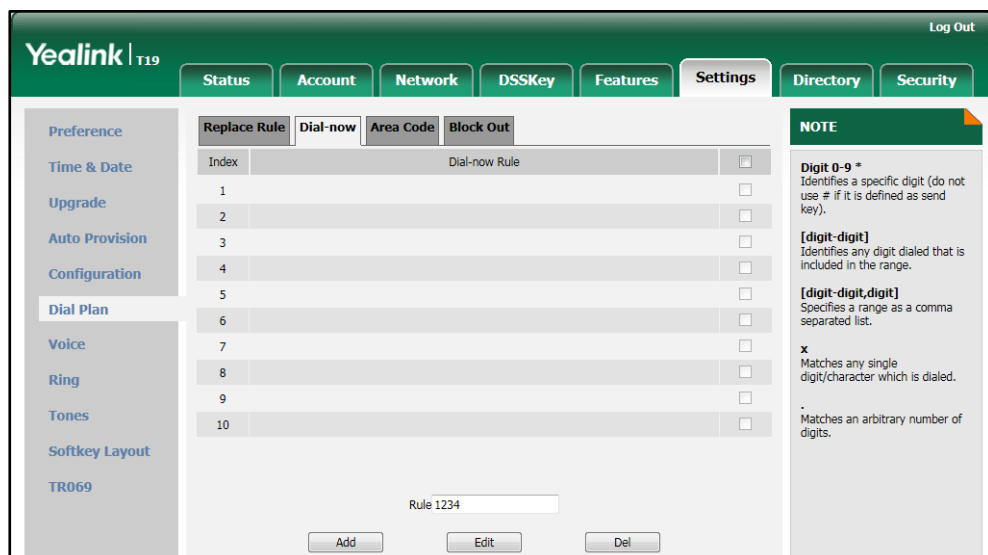 Log Out
Yealink T19
Status Account Network DSSKey Features Settings Directory Security
Preference
Time & Date
Upgrade
Auto Provision
Configuration
Dial Plan
Voice
Ring
Tones
Softkey Layout
TR069
Replace Rule Dial-now Area Code Block Out
Index Dial-now Rule
1
2
3
4
5
6
7
8
9
10
Rule 1234
Add Edit Del
NOTE
Digit 0-9 *
Identifies a specific digit (do not
use # if it is defined as send
key).
[digit-digit]
Identifies any digit dialed that is
included in the range.
[digit-digit,digit]
Specifies a range as a comma
separated list.
x
Matches any single
digit/character which is dialed.
.
Matches an arbitrary number of
digits.